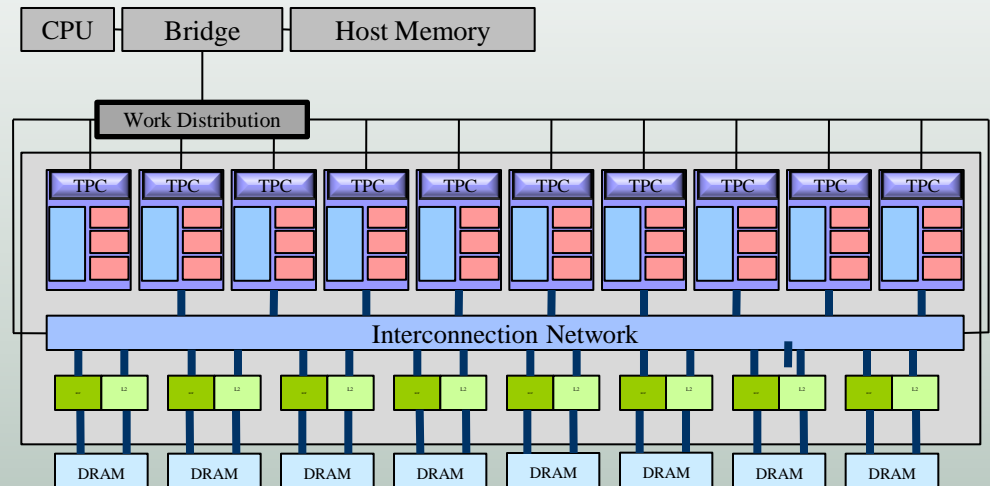 CPU Bridge Host Memory
Work Distribution
TPC TPC TPC TPC TPC TPC TPC TPC TPC TPC
Interconnection Network
L2 L2 L2 L2 L2 L2 L2 L2
DRAM DRAM DRAM DRAM DRAM DRAM DRAM DRAM